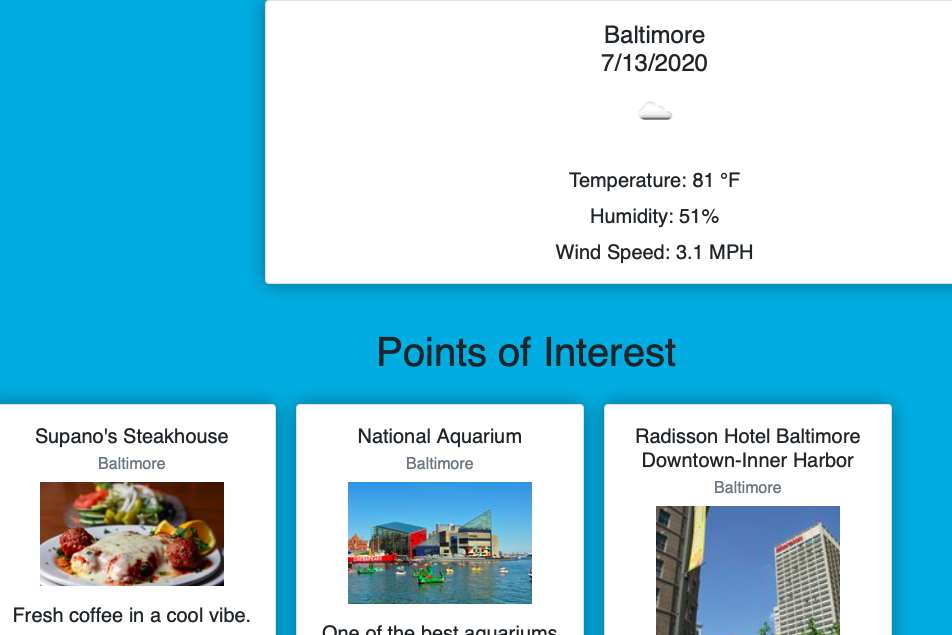 Baltimore
7/13/2020
Temperature: 81 °F
Humidity: 51%
Wind Speed: 3.1 MPH
Points of Interest
Supano's Steakhouse
Baltimore
Fresh coffee in a cool vibe.
National Aquarium
Baltimore
CHESAPEAKE
One of the best aquariums
Radisson Hotel Baltimore
Downtown-Inner Harbor
Baltimore